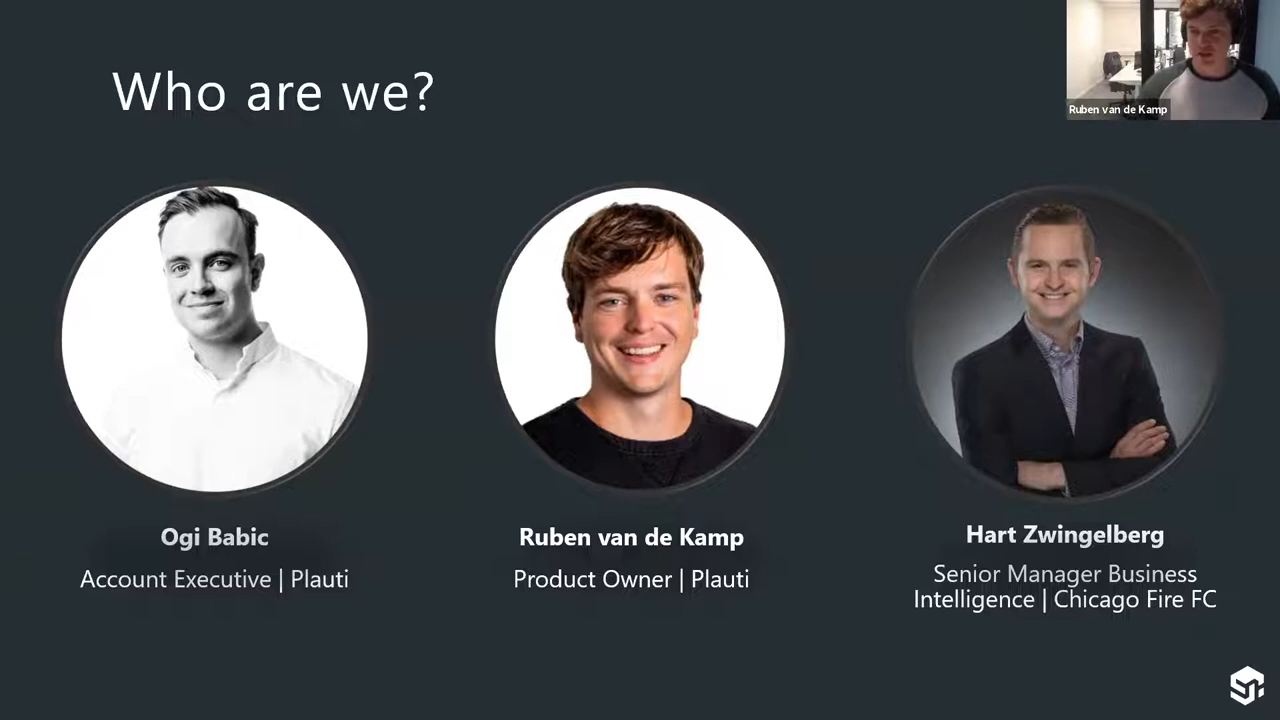 Who are we?
Ruben van de Kamp
Ogi Babic
Account Executive | Plauti
Ruben van de Kamp
Product Owner | Plauti
Hart Zwingelberg
Senior Manager Business
Intelligence | Chicago Fire FC